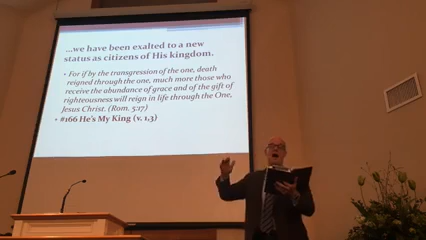 ...we have been exalted to a new
status as citizens of His kingdom.
• For if by the transgression of the one, death
reigned through the one, much more those who
receive the abundance of grace and of the gift of
righteousness will reign in life through the One,
Jesus Christ. (Rom. 5:17)
• #166 He's My King (v. 1,3)